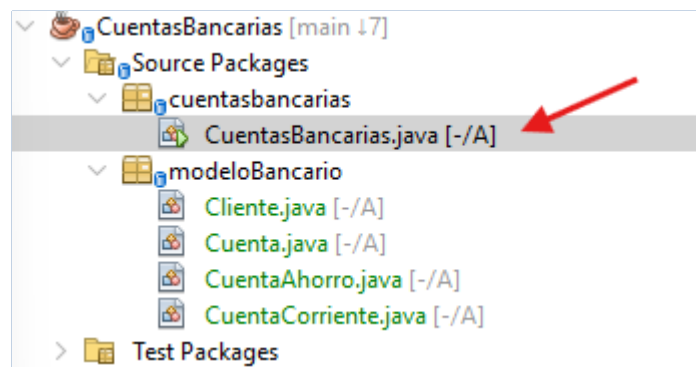 CuentasBancarias [main ↓7]
Source Packages
cuentasbancarias
CuentasBancarias.java [-/A]
modeloBancario
Cliente.java [-/A]
Cuenta.java [-/A]
CuentaAhorro.java [-/A]
CuentaCorriente.java [-/A]
Test Packages